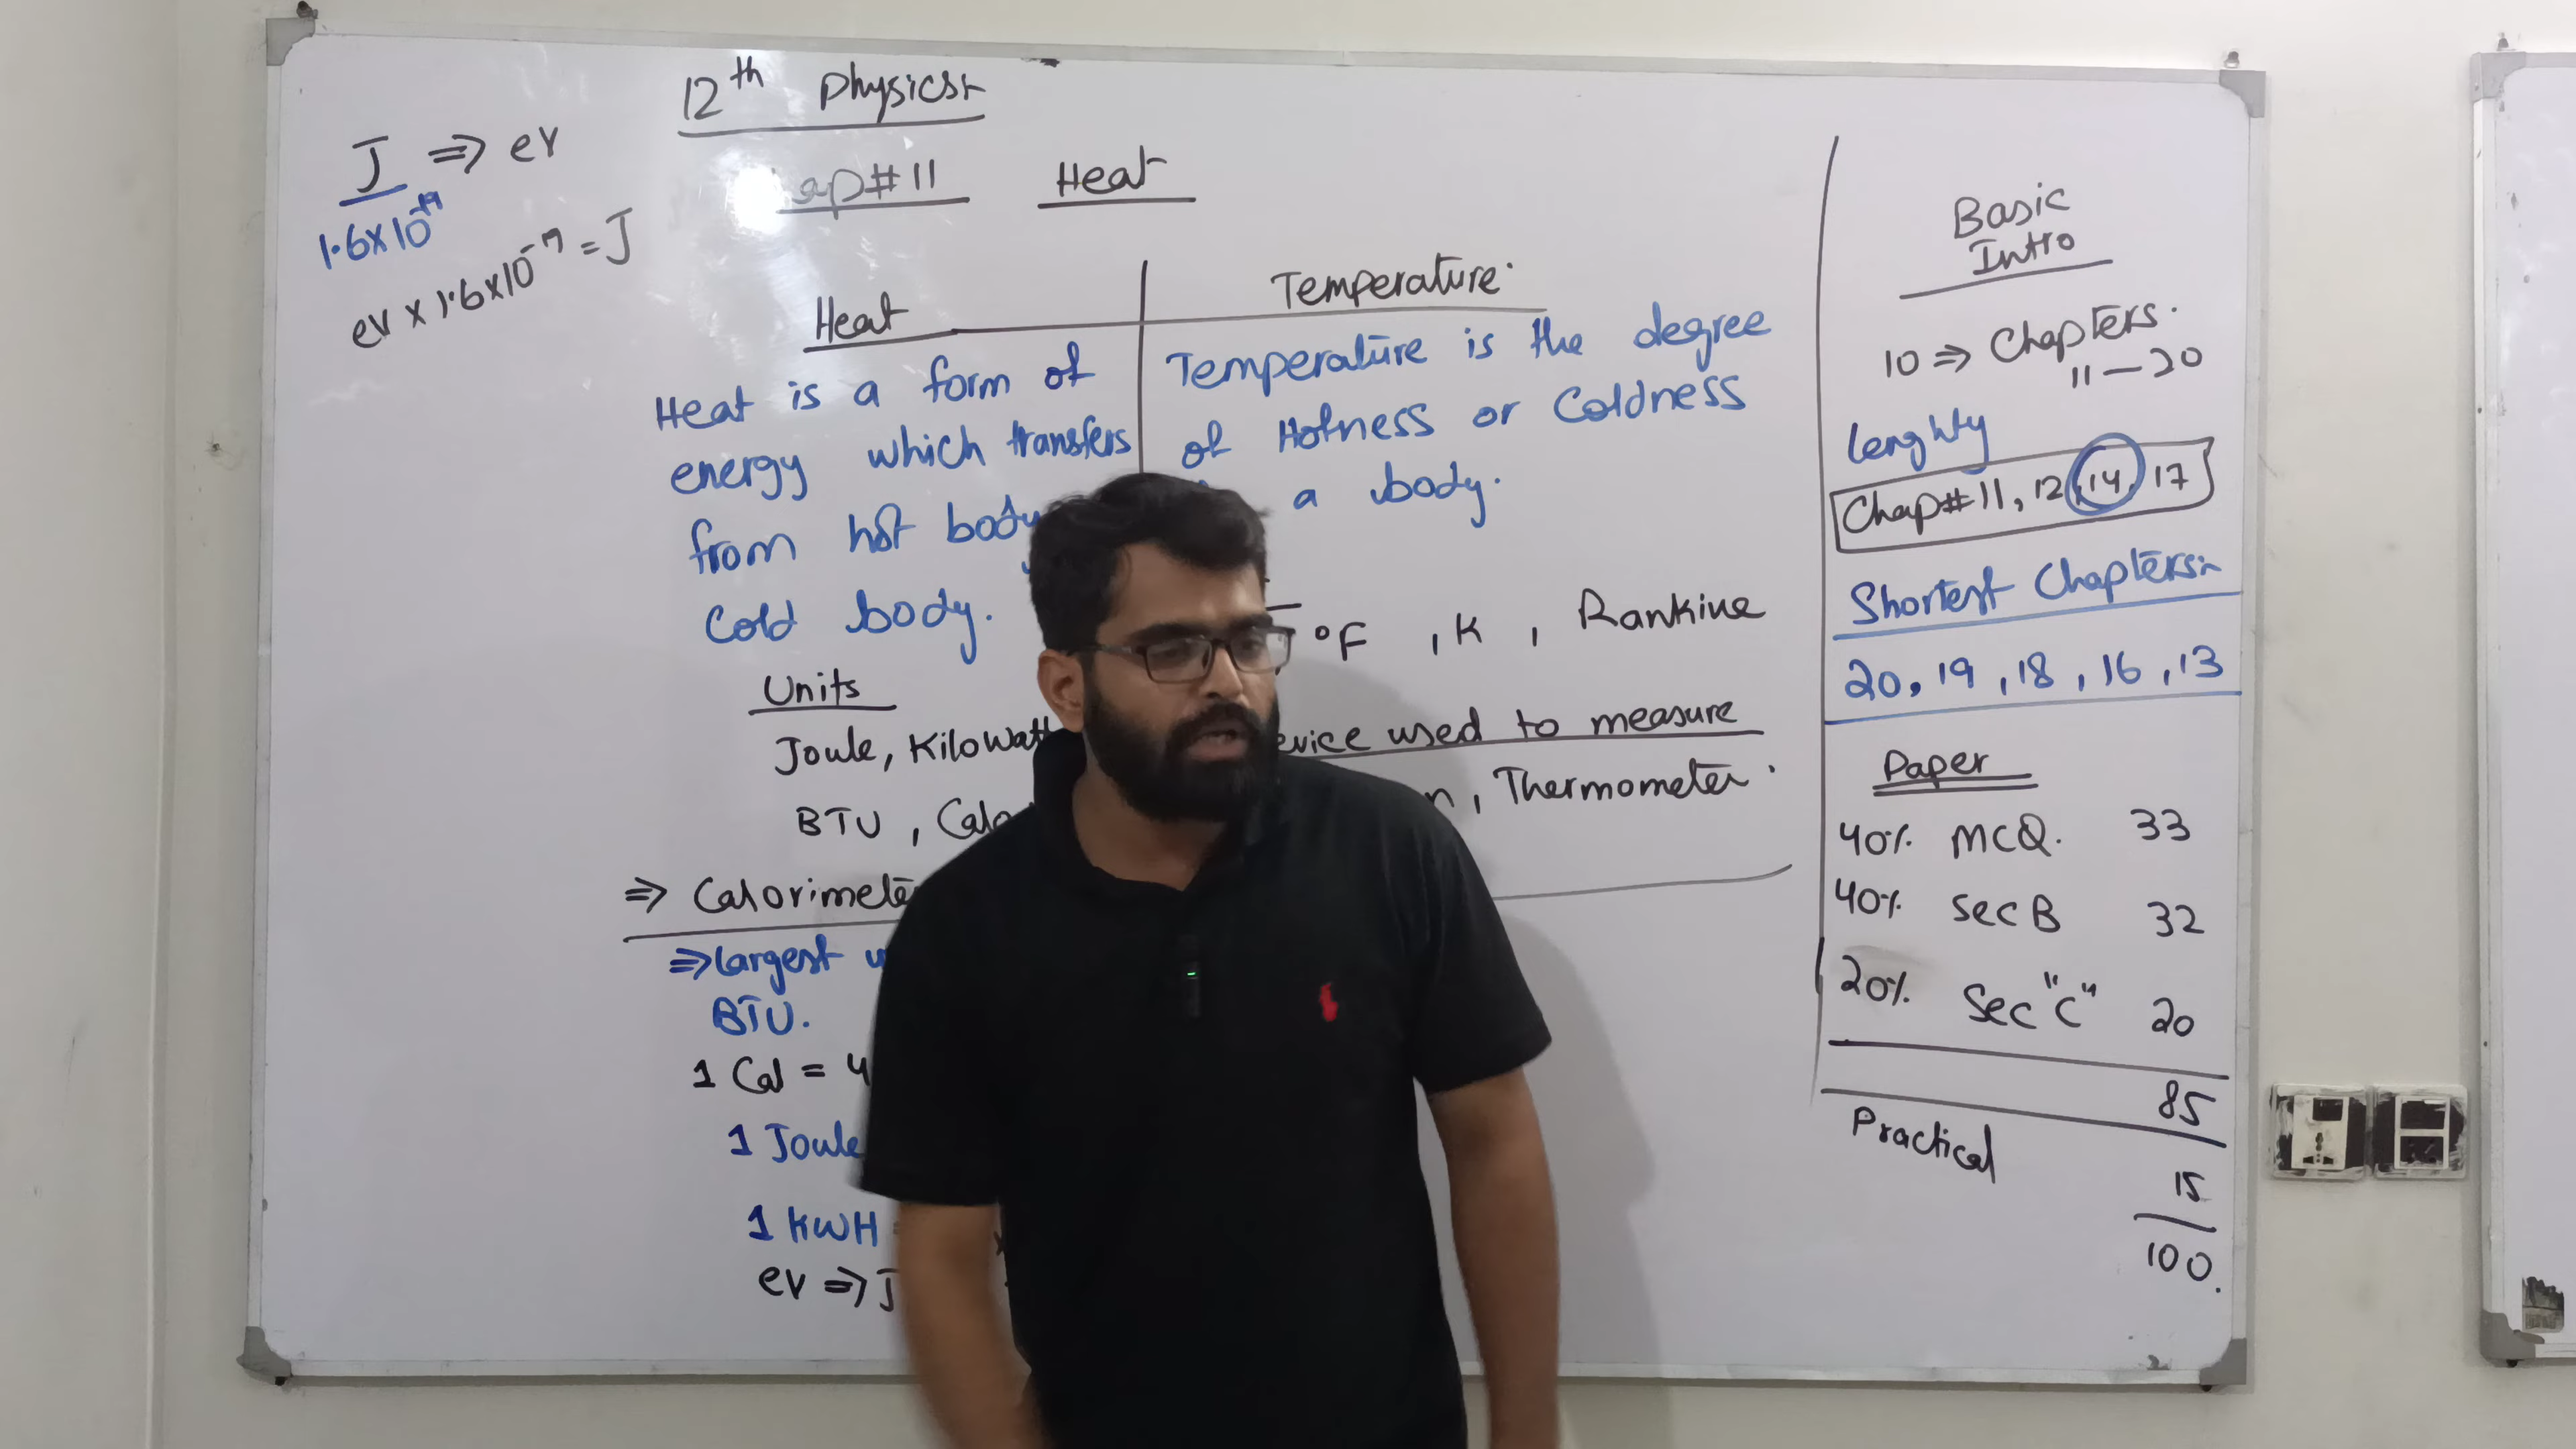 12th Physics
J ⇒ ev
1.6x10^-19
ev x 1.6x10^-19 = J
ap#11 Heat
Heat
Heat is a form of
energy which transfers
from hot body
Cold body.
Units
Joule, Kilowatt
BTU, Calo
⇒ Calorimete
⇒ largest u
BTU.
1 Cal = 4
1 Joule
1 KWH =
ev ⇒ J
Temperature.
Temperature is the degree
of Hotness or Coldness
a body.
°F , K , Rankine
evice used to measure
n, Thermometer.
Basic
Intro
10 ⇒ Chapters.
11 — 20
lenghty
Chap#11, 12, 14, 17
Shortest Chapters:-
20, 19, 18, 16, 13
Paper
40% MCQ. 33
40% Sec B 32
20% Sec "C" 20
85
Practical
15
100.